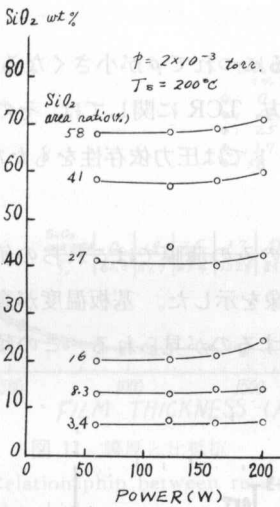 SiO₂ wt%
80
p = 2×10⁻³ torr.
Ts = 200°C
SiO₂
area ratio(%)
70
58
60
41
50
40
27
30
20
16
10
8.3
3.4
0
0 50 100 150 200
POWER(W)